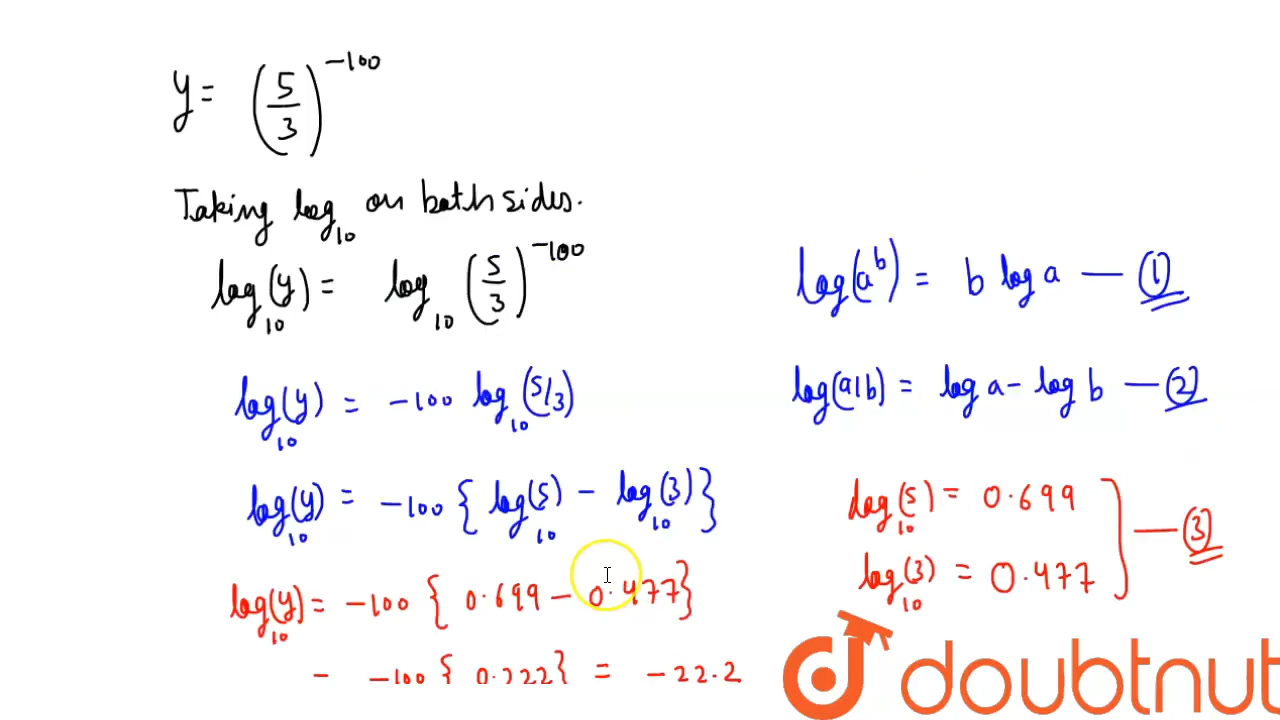 y = (5/3)^-100
Taking log10 on both sides.
log10(y) = log10 (5/3)^-100
log10(y) = -100 log10 (5/3)
log10(y) = -100 { log10(5) - log10(3) }
log10(y) = -100 { 0.699 - 0.477}
= -100 { 0.222} = -22.2
log(a^b) = b log a — ①
log(a|b) = log a - log b — ②
log10(5) = 0.699
log10(3) = 0.477 — ③
doubtnut